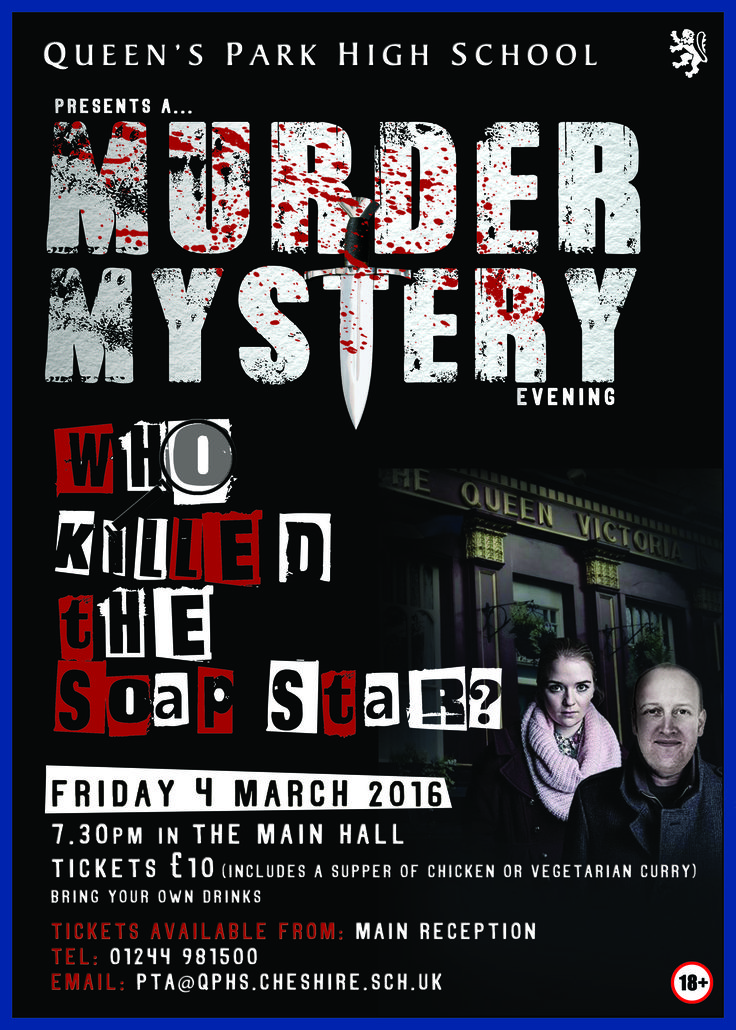 QUEEN'S PARK HIGH SCHOOL
PRESENTS A...
MURDER
MYSTERY
EVENING
WHO
KILLED
tHE
SoaP StaR?
HE QUEEN VICTORIA
FRIDAY 4 MARCH 2016
7.30PM IN THE MAIN HALL
TICKETS £10 (INCLUDES A SUPPER OF CHICKEN OR VEGETARIAN CURRY)
BRING YOUR OWN DRINKS
TICKETS AVAILABLE FROM: MAIN RECEPTION
TEL: 01244 981500
EMAIL: PTA@QPHS.CHESHIRE.SCH.UK
18+